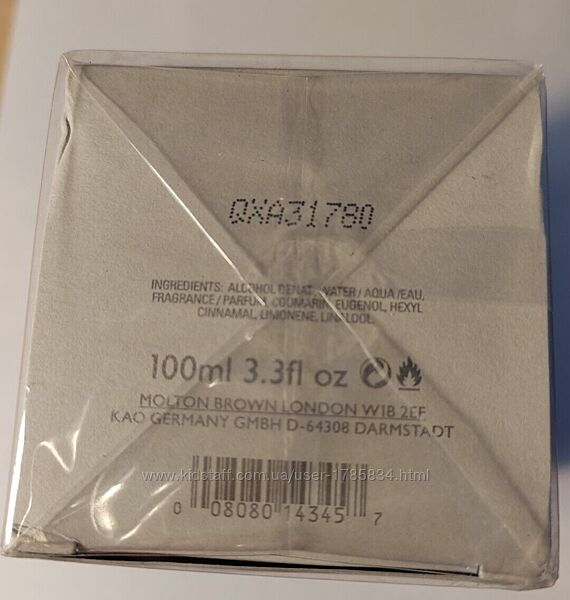 QXA31780
INGREDIENTS: ALCOHOL DENAT., WATER / AQUA / EAU,
FRAGRANCE / PARFUM, COUMARIN, EUGENOL, HEXYL
CINNAMAL, LIMONENE, LINALOOL.
100ml 3.3fl oz
MOLTON BROWN LONDON W1B 2EF
KAO GERMANY GMBH D-64308 DARMSTADT
www.kidstaff.com.ua/user-1785834.html
0 08080 14345 7